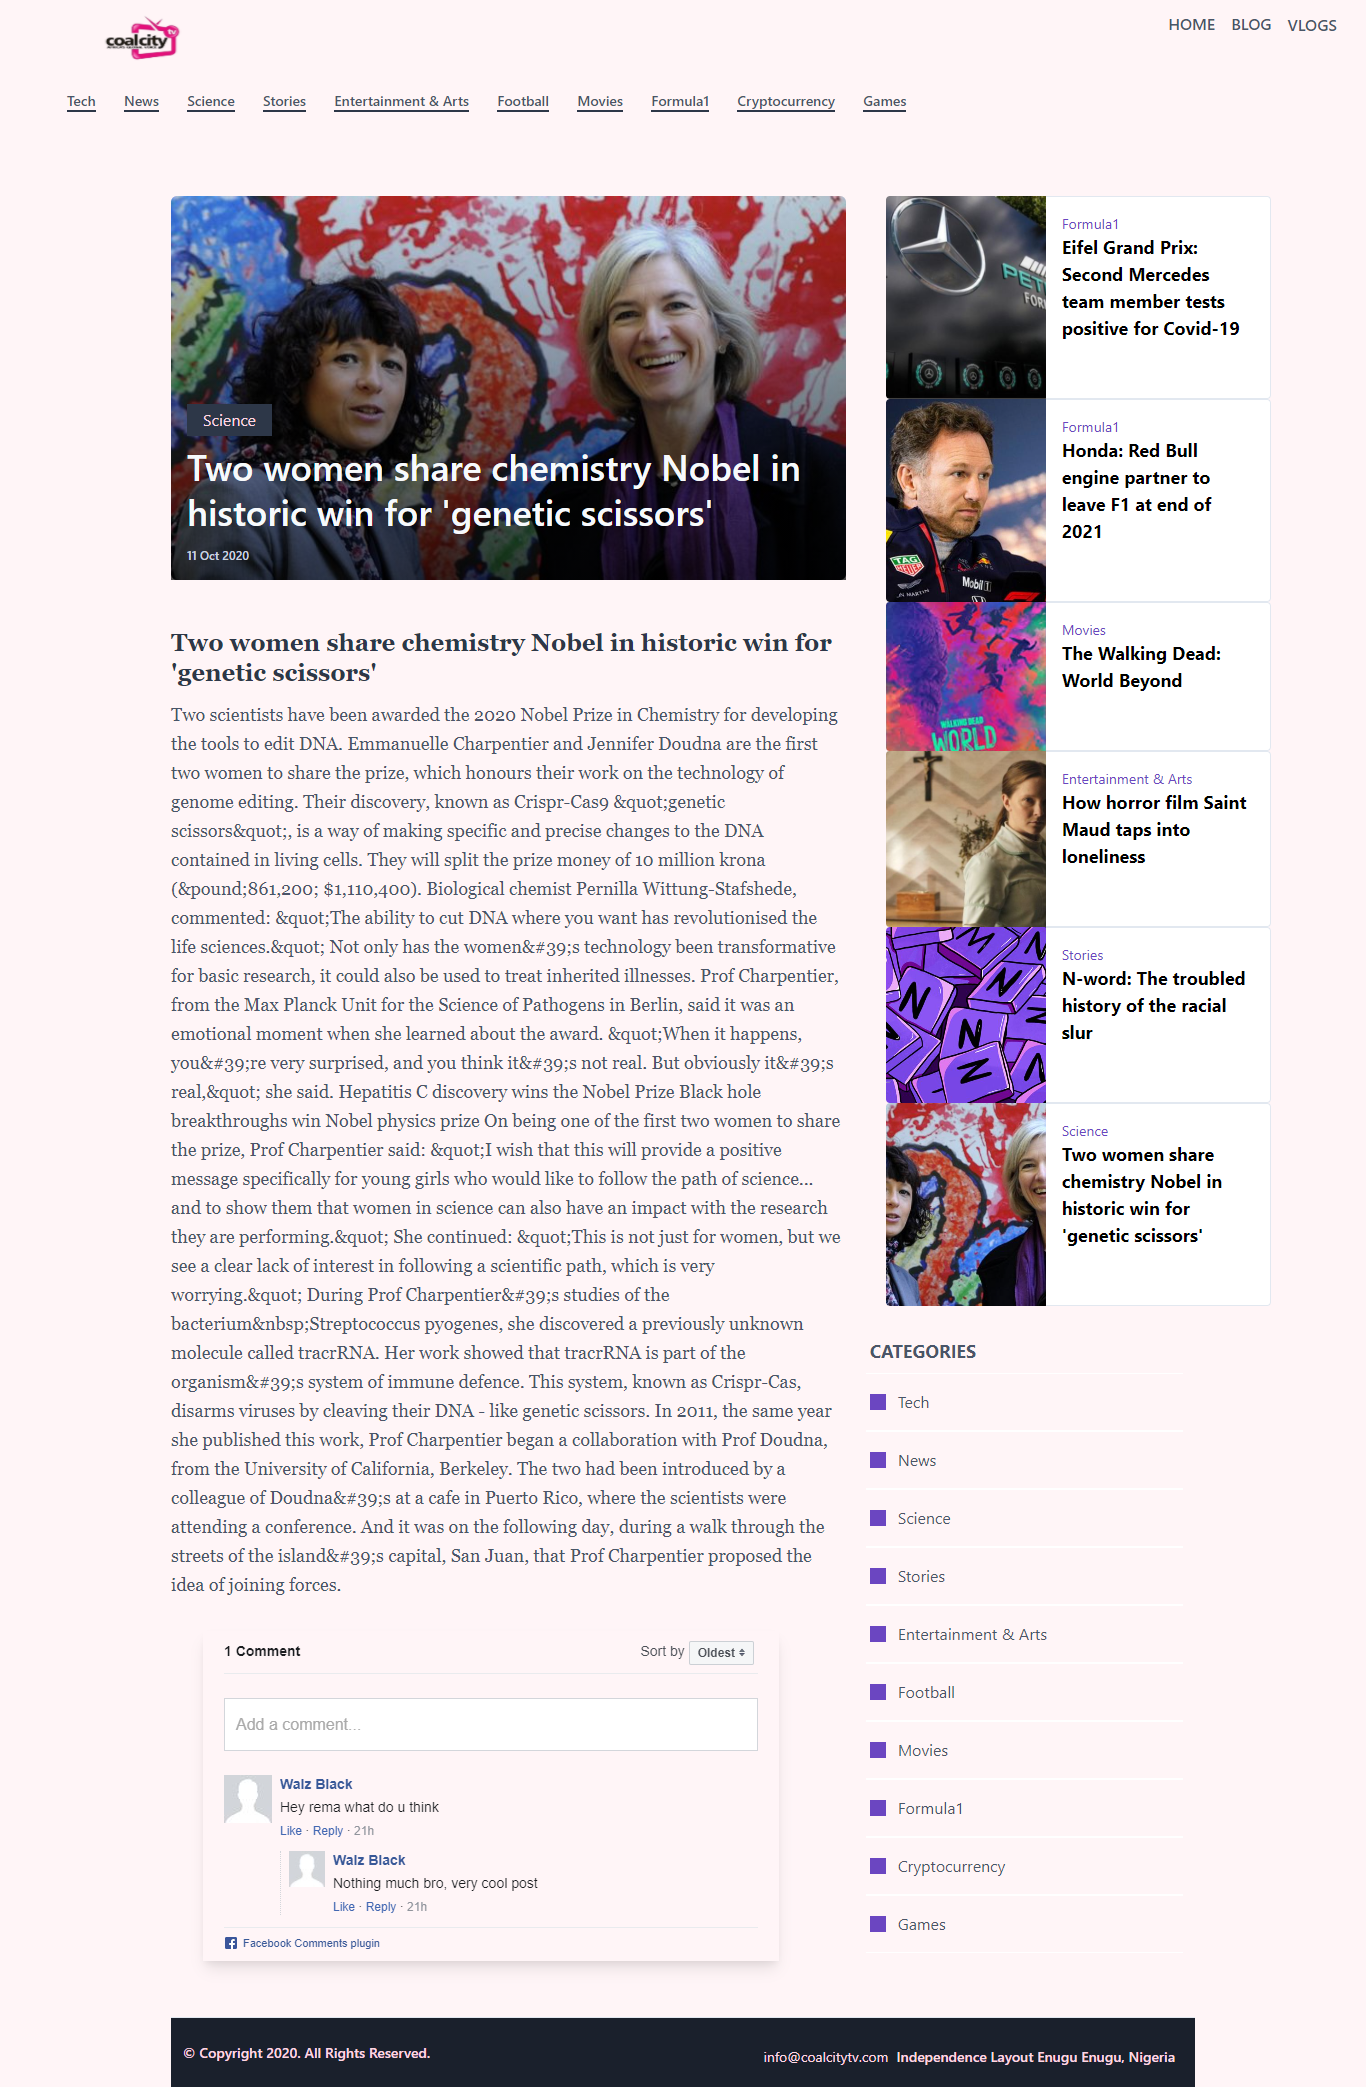 coalcity tv
HOME BLOG VLOGS
Tech News Science Stories Entertainment & Arts Football Movies Formula1 Cryptocurrency Games
Science
Two women share chemistry Nobel in
historic win for 'genetic scissors'
11 Oct 2020
Two women share chemistry Nobel in historic win for
'genetic scissors'
Two scientists have been awarded the 2020 Nobel Prize in Chemistry for developing
the tools to edit DNA. Emmanuelle Charpentier and Jennifer Doudna are the first
two women to share the prize, which honours their work on the technology of
genome editing. Their discovery, known as Crispr-Cas9 &quot;genetic
scissors&quot;, is a way of making specific and precise changes to the DNA
contained in living cells. They will split the prize money of 10 million krona
(&pound;861,200; $1,110,400). Biological chemist Pernilla Wittung-Stafshede,
commented: &quot;The ability to cut DNA where you want has revolutionised the
life sciences.&quot; Not only has the women&#39;s technology been transformative
for basic research, it could also be used to treat inherited illnesses. Prof Charpentier,
from the Max Planck Unit for the Science of Pathogens in Berlin, said it was an
emotional moment when she learned about the award. &quot;When it happens,
you&#39;re very surprised, and you think it&#39;s not real. But obviously it&#39;s
real,&quot; she said. Hepatitis C discovery wins the Nobel Prize Black hole
breakthroughs win Nobel physics prize On being one of the first two women to share
the prize, Prof Charpentier said: &quot;I wish that this will provide a positive
message specifically for young girls who would like to follow the path of science...
and to show them that women in science can also have an impact with the research
they are performing.&quot; She continued: &quot;This is not just for women, but we
see a clear lack of interest in following a scientific path, which is very
worrying.&quot; During Prof Charpentier&#39;s studies of the
bacterium&nbsp;Streptococcus pyogenes, she discovered a previously unknown
molecule called tracrRNA. Her work showed that tracrRNA is part of the
organism&#39;s system of immune defence. This system, known as Crispr-Cas,
disarms viruses by cleaving their DNA - like genetic scissors. In 2011, the same year
she published this work, Prof Charpentier began a collaboration with Prof Doudna,
from the University of California, Berkeley. The two had been introduced by a
colleague of Doudna&#39;s at a cafe in Puerto Rico, where the scientists were
attending a conference. And it was on the following day, during a walk through the
streets of the island&#39;s capital, San Juan, that Prof Charpentier proposed the
idea of joining forces.
1 Comment Sort by Oldest
Add a comment...
Walz Black
Hey rema what do u think
Like · Reply · 21h
Walz Black
Nothing much bro, very cool post
Like · Reply · 21h
Facebook Comments plugin
Formula1
Eifel Grand Prix:
Second Mercedes
team member tests
positive for Covid-19
Formula1
Honda: Red Bull
engine partner to
leave F1 at end of
2021
TAG
HEUER
Mobil 1
Movies
The Walking Dead:
World Beyond
WALKING DEAD
WORLD
Entertainment & Arts
How horror film Saint
Maud taps into
loneliness
Stories
N-word: The troubled
history of the racial
slur
N
Science
Two women share
chemistry Nobel in
historic win for
'genetic scissors'
CATEGORIES
Tech
News
Science
Stories
Entertainment & Arts
Football
Movies
Formula1
Cryptocurrency
Games
© Copyright 2020. All Rights Reserved.
info@coalcitytv.com Independence Layout Enugu Enugu, Nigeria